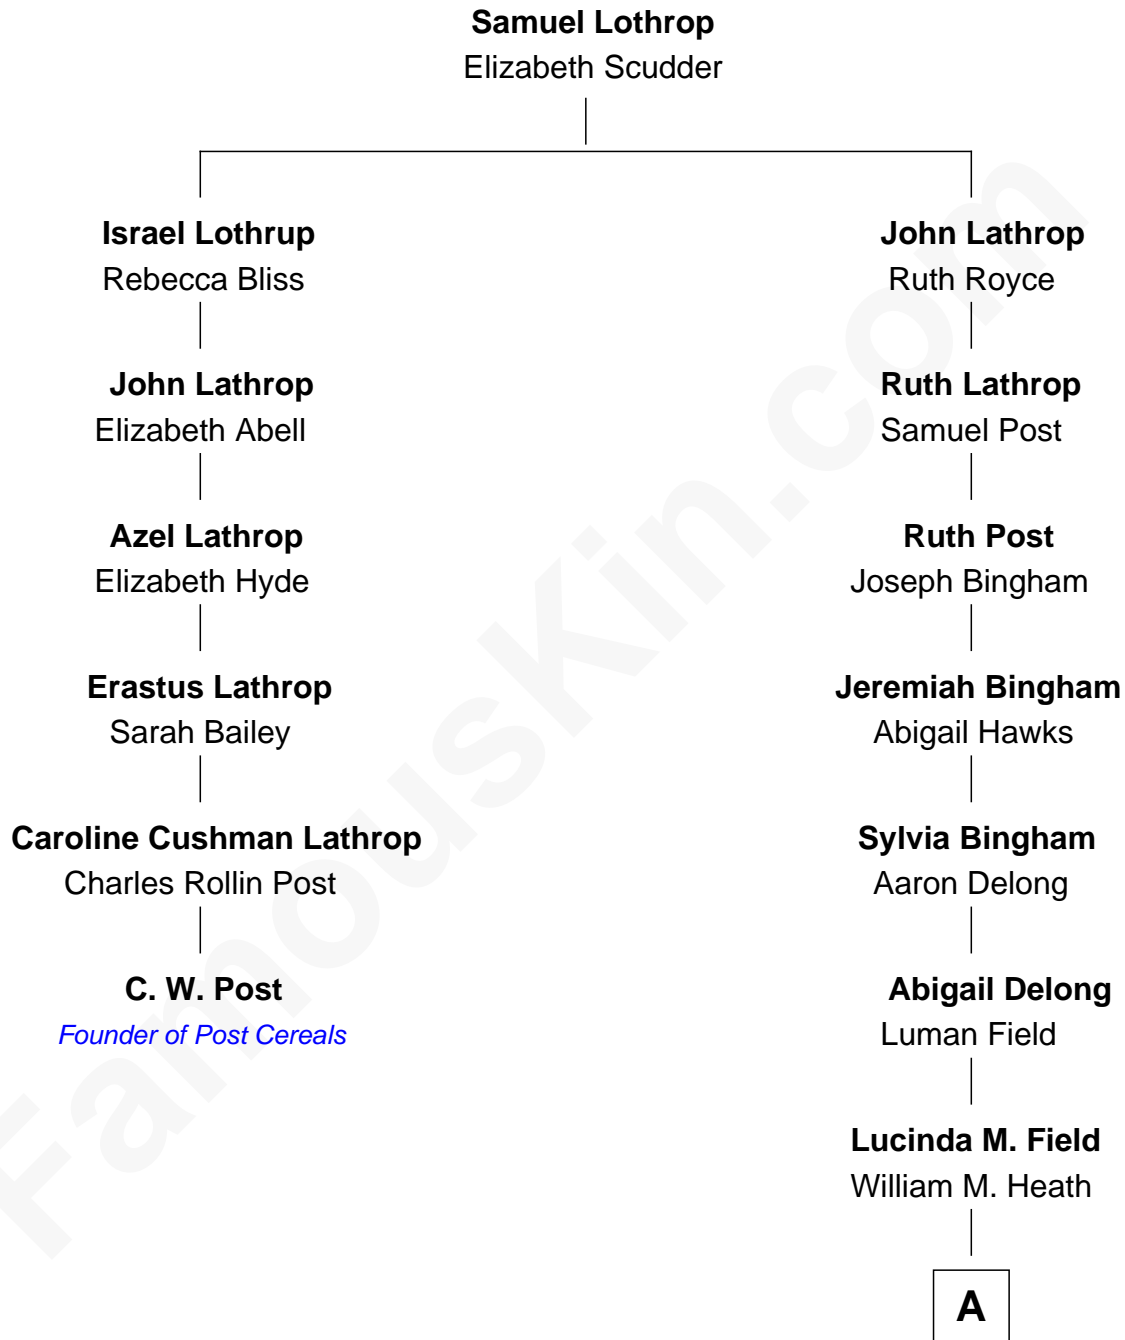 Samuel Lothrop
Elizabeth Scudder
Israel Lothrup
Rebecca Bliss
John Lathrop
Elizabeth Abell
Azel Lathrop
Elizabeth Hyde
Erastus Lathrop
Sarah Bailey
Caroline Cushman Lathrop
Charles Rollin Post
C. W. Post
Founder of Post Cereals
John Lathrop
Ruth Royce
Ruth Lathrop
Samuel Post
Ruth Post
Joseph Bingham
Jeremiah Bingham
Abigail Hawks
Sylvia Bingham
Aaron Delong
Abigail Delong
Luman Field
Lucinda M. Field
William M. Heath
A
FamousKin.com